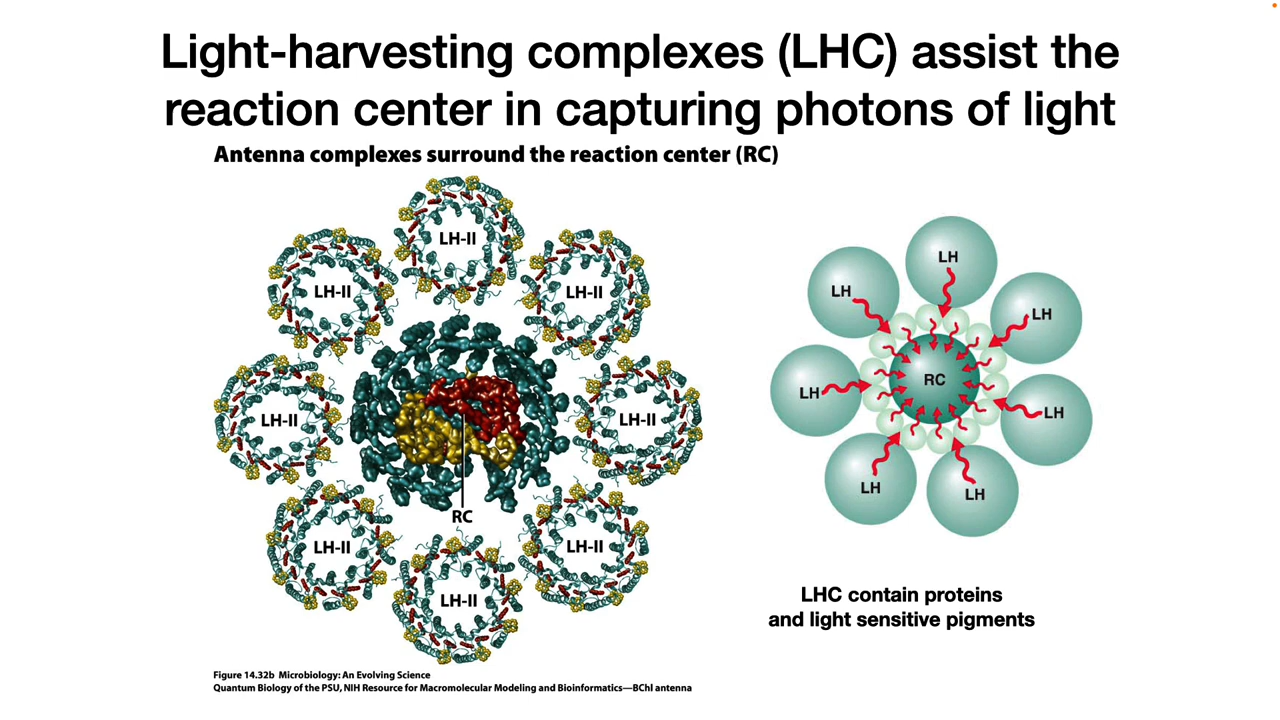 Light-harvesting complexes (LHC) assist the
reaction center in capturing photons of light
Antenna complexes surround the reaction center (RC)
LH-II
LH-II
LH-II
LH-II
LH-II
RC
LH-II
LH-II
LH-II
LH
LH
LH
RC
LH
LH
LH
LH
LHC contain proteins
and light sensitive pigments
Figure 14.32b Microbiology: An Evolving Science
Quantum Biology of the PSU, NIH Resource for Macromolecular Modeling and Bioinformatics—BChl antenna